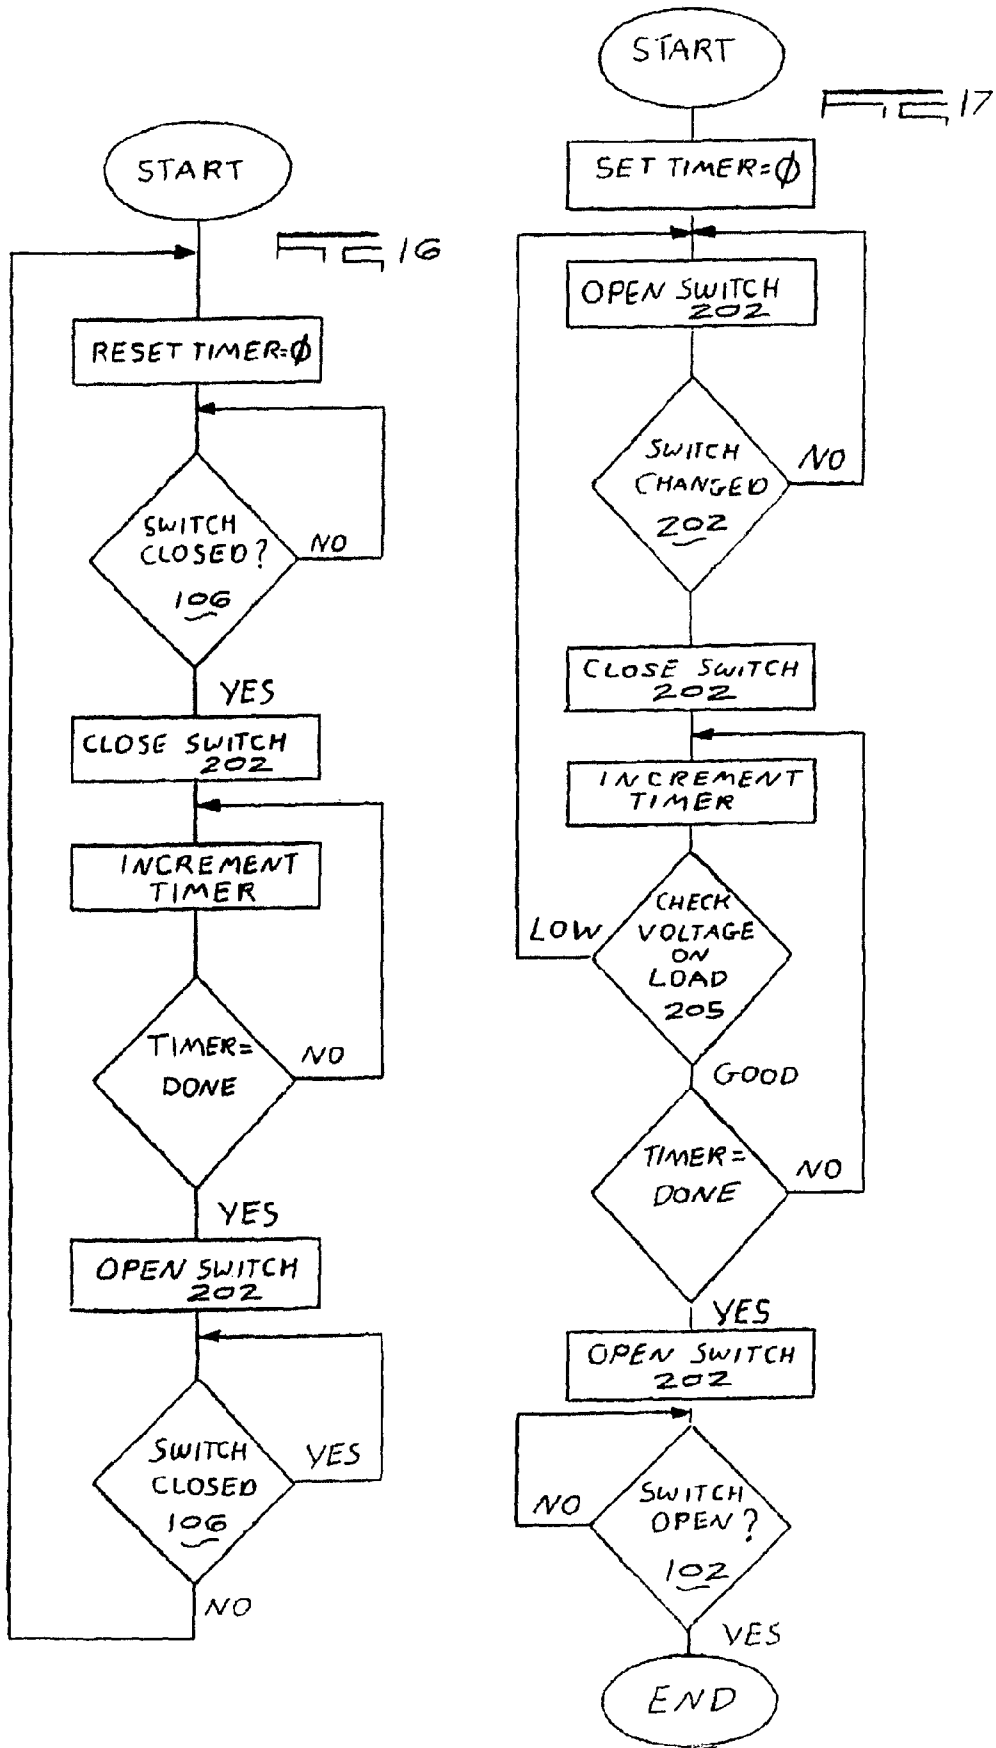 START
FIG 16
RESET TIMER=Ø
SWITCH
CLOSED?
106
NO
YES
CLOSE SWITCH
202
INCREMENT
TIMER
TIMER=
DONE
NO
YES
OPEN SWITCH
202
SWITCH
CLOSED
106
YES
NO
START
FIG 17
SET TIMER=Ø
OPEN SWITCH
202
SWITCH
CHANGED
202
NO
CLOSE SWITCH
202
INCREMENT
TIMER
CHECK
VOLTAGE
ON
LOAD
205
LOW
GOOD
TIMER=
DONE
NO
YES
OPEN SWITCH
202
SWITCH
OPEN?
102
NO
YES
END